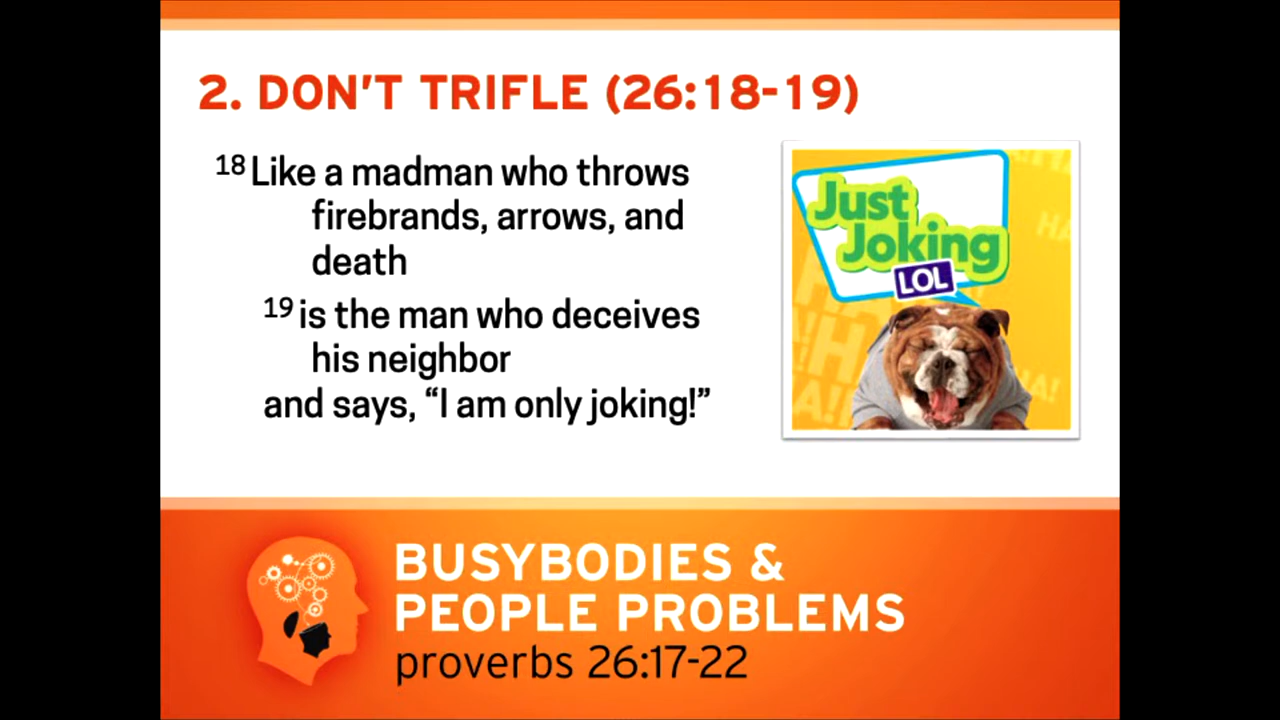 2. DON'T TRIFLE (26:18-19)
18 Like a madman who throws
firebrands, arrows, and
death
19 is the man who deceives
his neighbor
and says, “I am only joking!”
Just
Joking
LOL
BUSYBODIES &
PEOPLE PROBLEMS
proverbs 26:17-22